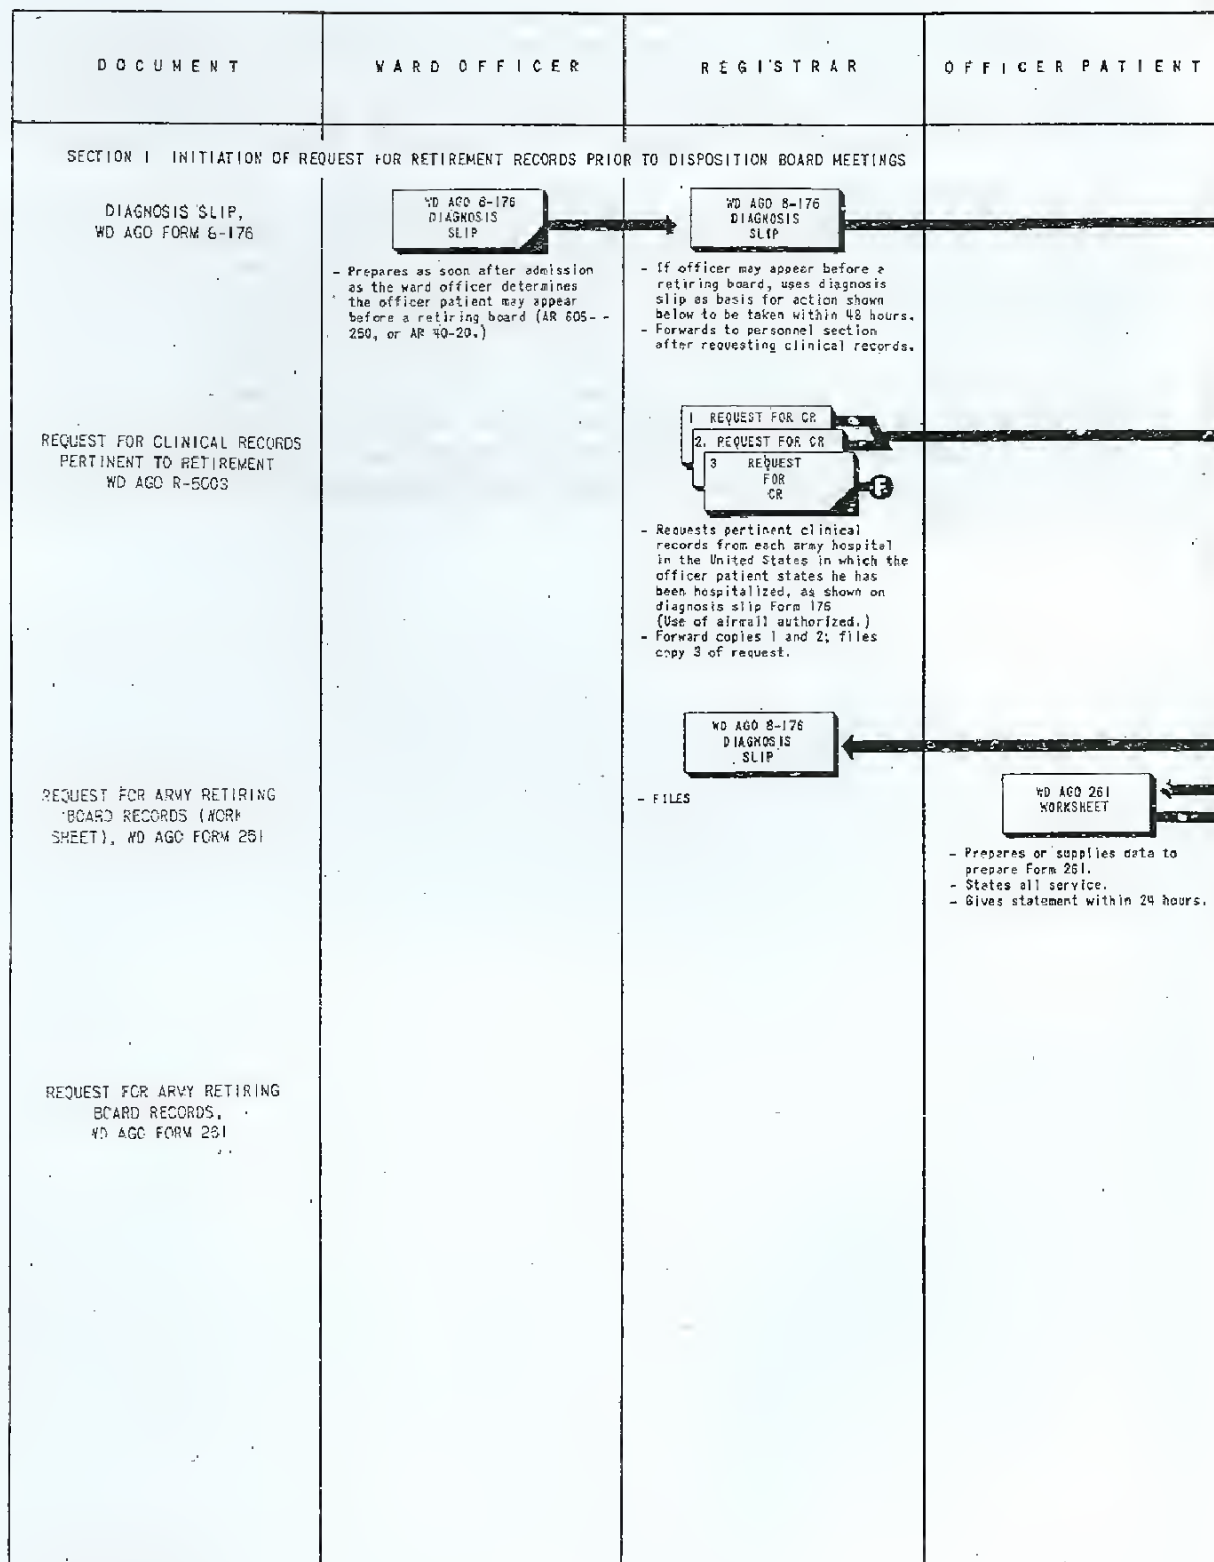 DOCUMENT
WARD OFFICER
REGISTRAR
OFFICER PATIENT
SECTION I INITIATION OF REQUEST FOR RETIREMENT RECORDS PRIOR TO DISPOSITION BOARD MEETINGS
DIAGNOSIS SLIP,
WD AGO FORM 8-176
WD AGO 8-176
DIAGNOSIS
SLIP
- Prepares as soon after admission
as the ward officer determines
the officer patient may appear
before a retiring board (AR 605-
250, or AR 40-20.)
WD AGO 8-176
DIAGNOSIS
SLIP
- If officer may appear before a
retiring board, uses diagnosis
slip as basis for action shown
below to be taken within 48 hours.
- Forwards to personnel section
after requesting clinical records.
REQUEST FOR CLINICAL RECORDS
PERTINENT TO RETIREMENT
WD AGO R-5003
1 REQUEST FOR CR
2. REQUEST FOR CR
3 REQUEST
FOR
CR
F
- Requests pertinent clinical
records from each army hospital
in the United States in which the
officer patient states he has
been hospitalized, as shown on
diagnosis slip Form 176
(Use of airmail authorized.)
- Forward copies 1 and 2; files
copy 3 of request.
WD AGO 8-176
DIAGNOSIS
SLIP
- FILES
REQUEST FOR ARMY RETIRING
BOARD RECORDS (WORK
SHEET), WD AGO FORM 261
WD AGO 261
WORKSHEET
- Prepares or supplies data to
prepare Form 261.
- States all service.
- Gives statement within 24 hours.
REQUEST FOR ARMY RETIRING
BOARD RECORDS,
WD AGO FORM 261